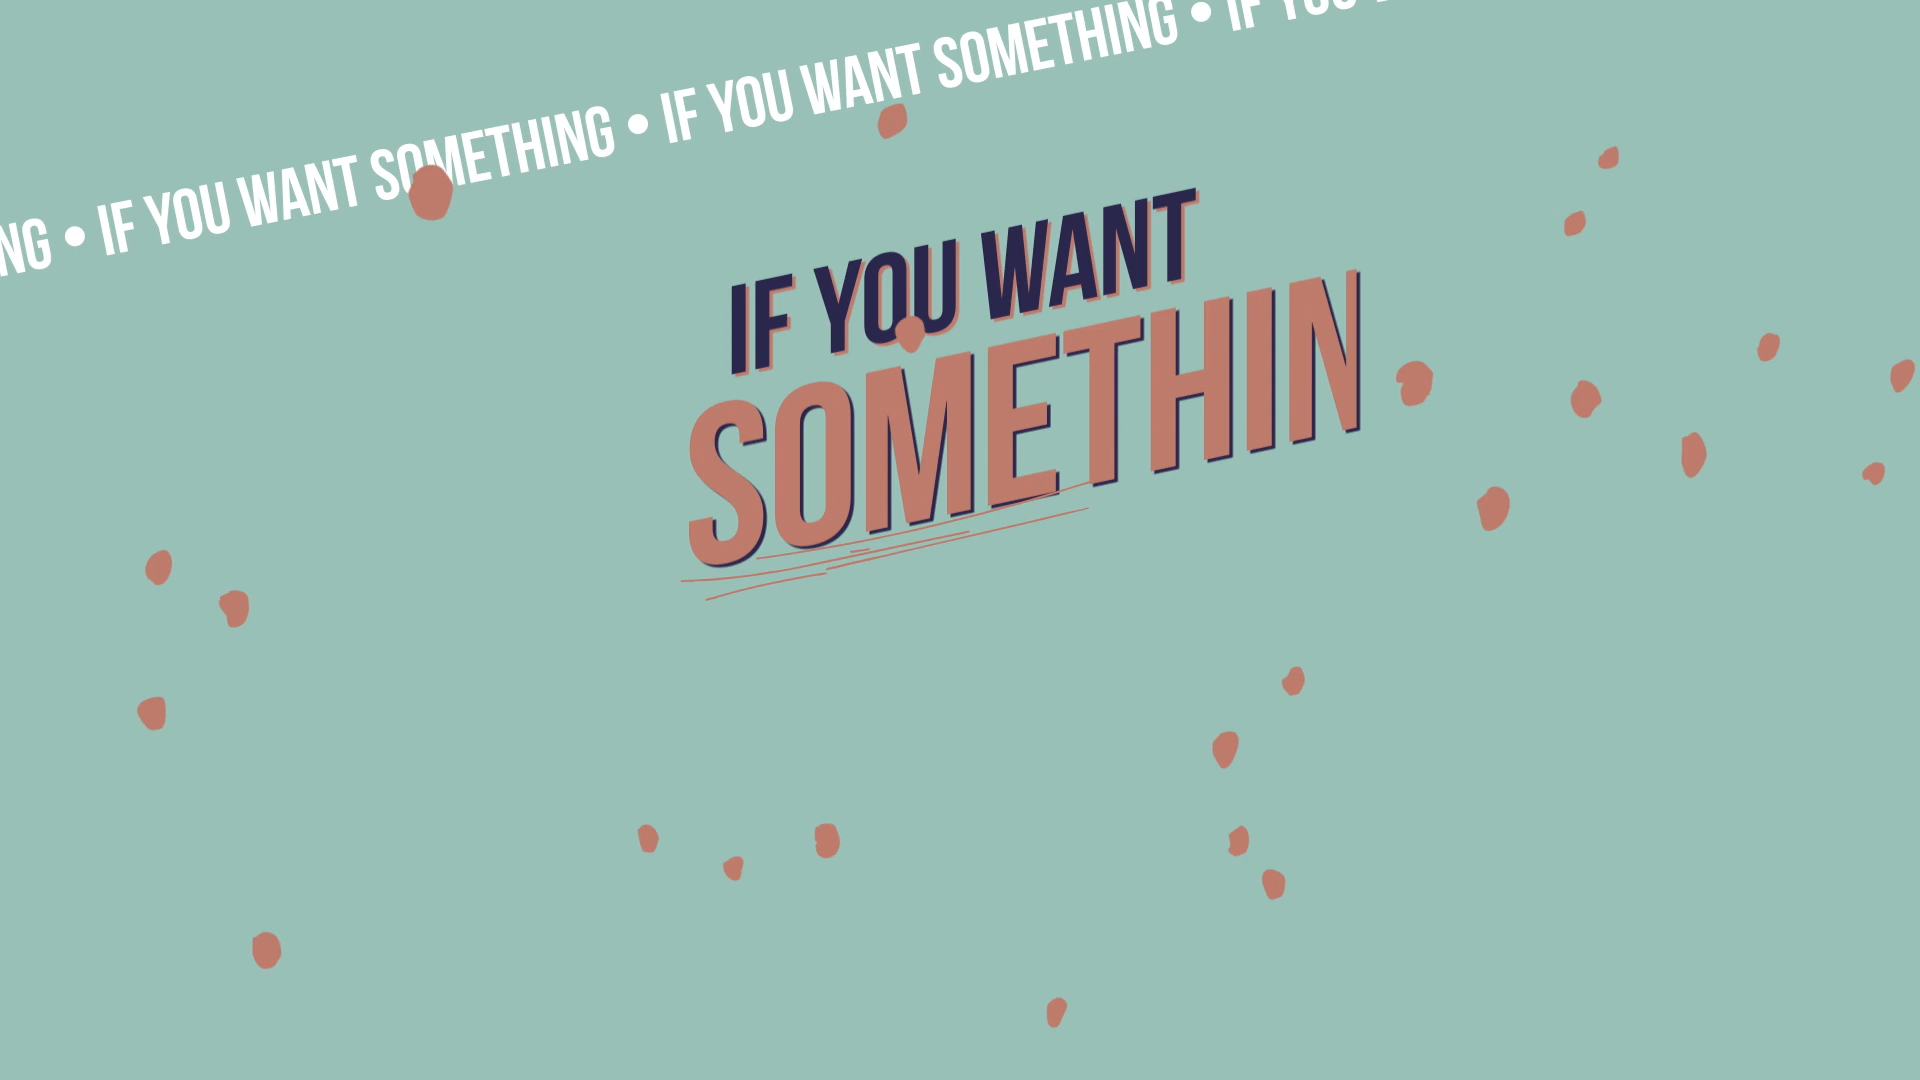 NG • IF YOU WANT SOMETHING • IF YOU WANT SOMETHING • IF YOU
IF YOU WANT
SOMETHIN